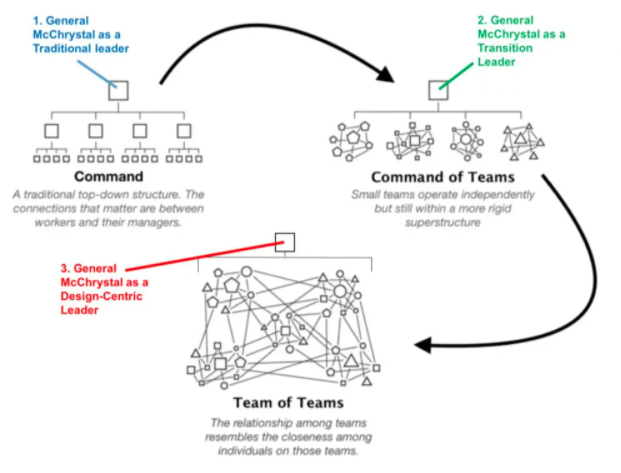 1. General
McChrystal as a
Traditional leader
2. General
McChrystal as a
Transition
Leader
Command
A traditional top-down structure. The
connections that matter are between
workers and their managers.
Command of Teams
Small teams operate independently
but still within a more rigid
superstructure
3. General
McChrystal as a
Design-Centric
Leader
Team of Teams
The relationship among teams
resembles the closeness among
individuals on those teams.